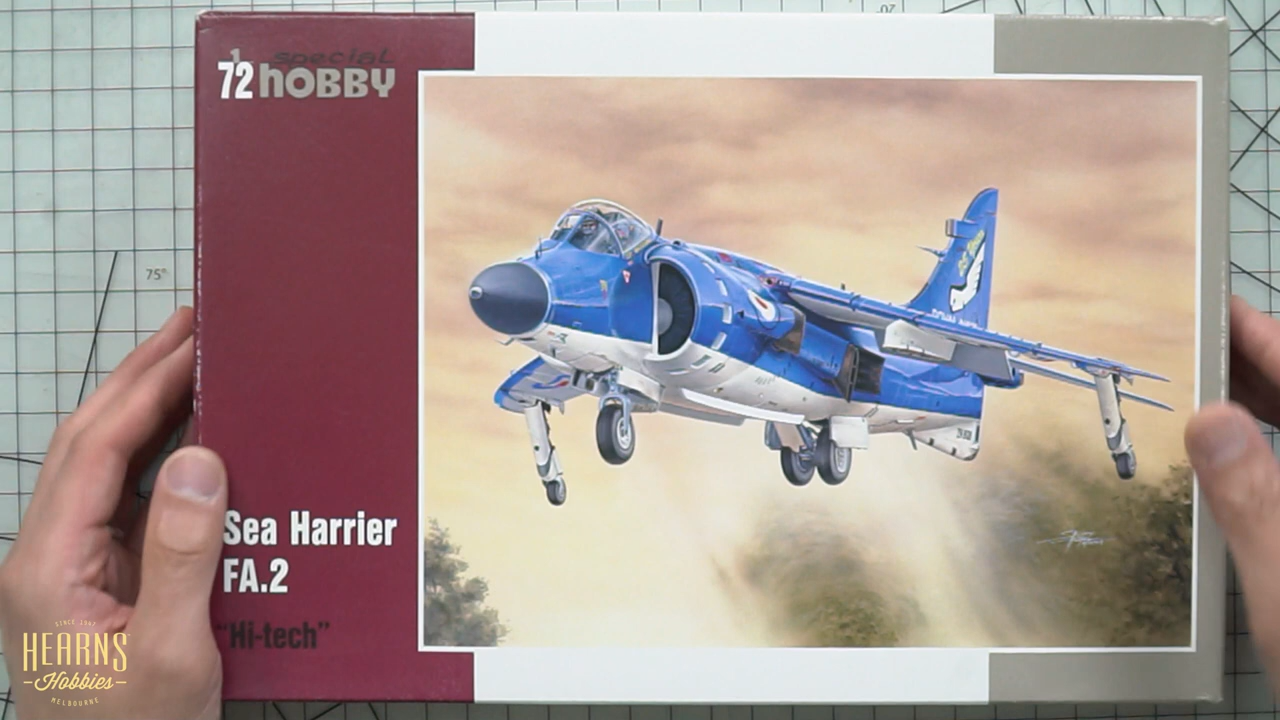 1/72 special
hobby
75°
Sea Harrier
FA.2
"Hi-tech"
SINCE 1947
HEARNS
Hobbies
MELBOURNE